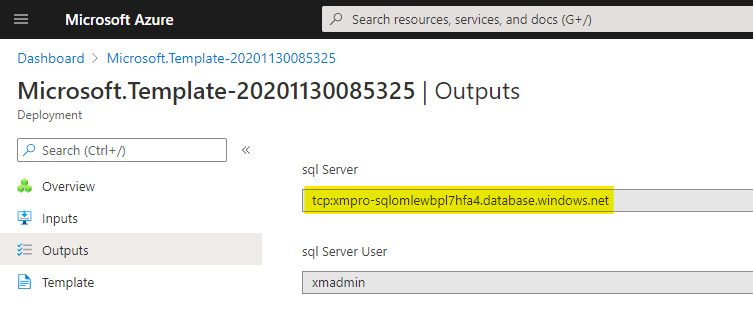 Microsoft Azure
Search resources, services, and docs (G+/)
Dashboard > Microsoft.Template-20201130085325
Microsoft.Template-20201130085325 | Outputs
Deployment
Search (Ctrl+/)
Overview
Inputs
Outputs
Template
sql Server
tcp:xmpro-sqlomlewbpl7hfa4.database.windows.net
sql Server User
xmadmin